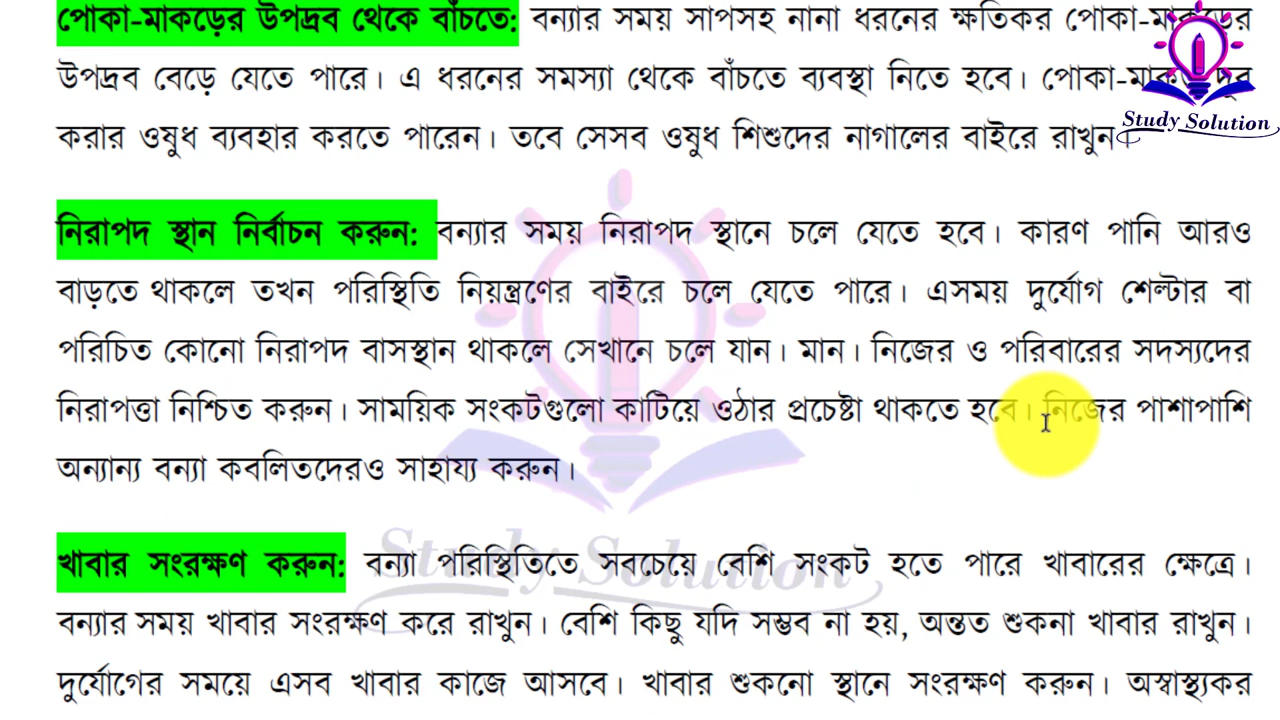 পোকা-মাকড়ের উপদ্রব থেকে বাঁচতে: বন্যার সময় সাপসহ নানা ধরনের ক্ষতিকর পোকা-মাকড়ের
উপদ্রব বেড়ে যেতে পারে। এ ধরনের সমস্যা থেকে বাঁচতে ব্যবস্থা নিতে হবে। পোকা-মাকড় দূর
করার ওষুধ ব্যবহার করতে পারেন। তবে সেসব ওষুধ শিশুদের নাগালের বাইরে রাখুন।
Study Solution
নিরাপদ স্থান নির্বাচন করুন: বন্যার সময় নিরাপদ স্থানে চলে যেতে হবে। কারণ পানি আরও
বাড়তে থাকলে তখন পরিস্থিতি নিয়ন্ত্রণের বাইরে চলে যেতে পারে। এসময় দুর্যোগ শেল্টার বা
পরিচিত কোনো নিরাপদ বাসস্থান থাকলে সেখানে চলে যান। মান। নিজের ও পরিবারের সদস্যদের
নিরাপত্তা নিশ্চিত করুন। সাময়িক সংকটগুলো কাটিয়ে ওঠার প্রচেষ্টা থাকতে হবে। নিজের পাশাপাশি
অন্যান্য বন্যা কবলিতদেরও সাহায্য করুন।
Study Solution
খাবার সংরক্ষণ করুন: বন্যা পরিস্থিতিতে সবচেয়ে বেশি সংকট হতে পারে খাবারের ক্ষেত্রে।
বন্যার সময় খাবার সংরক্ষণ করে রাখুন। বেশি কিছু যদি সম্ভব না হয়, অন্তত শুকনা খাবার রাখুন।
দুর্যোগের সময়ে এসব খাবার কাজে আসবে। খাবার শুকনো স্থানে সংরক্ষণ করুন। অস্বাস্থ্যকর